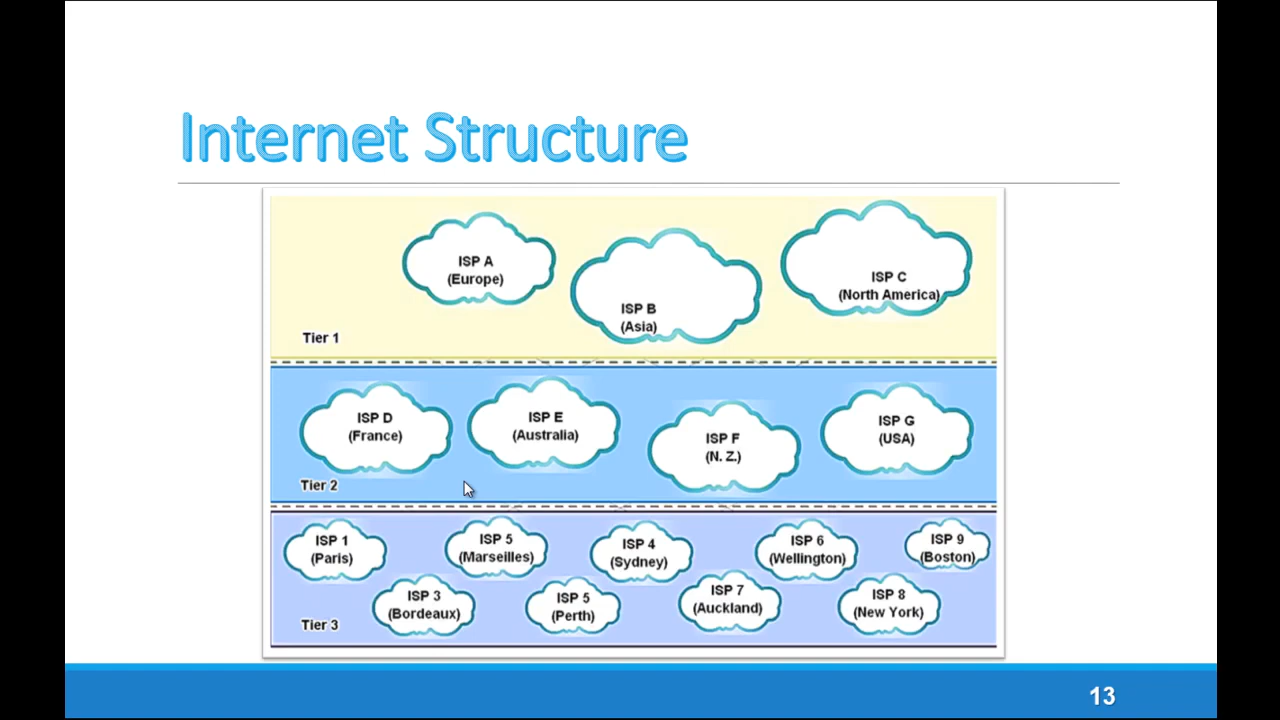 Internet Structure
ISP A
(Europe)
ISP B
(Asia)
ISP C
(North America)
Tier 1
ISP D
(France)
ISP E
(Australia)
ISP F
(N. Z.)
ISP G
(USA)
Tier 2
ISP 1
(Paris)
ISP 5
(Marseilles)
ISP 4
(Sydney)
ISP 6
(Wellington)
ISP 9
(Boston)
ISP 3
(Bordeaux)
ISP 5
(Perth)
ISP 7
(Auckland)
ISP 8
(New York)
Tier 3
13